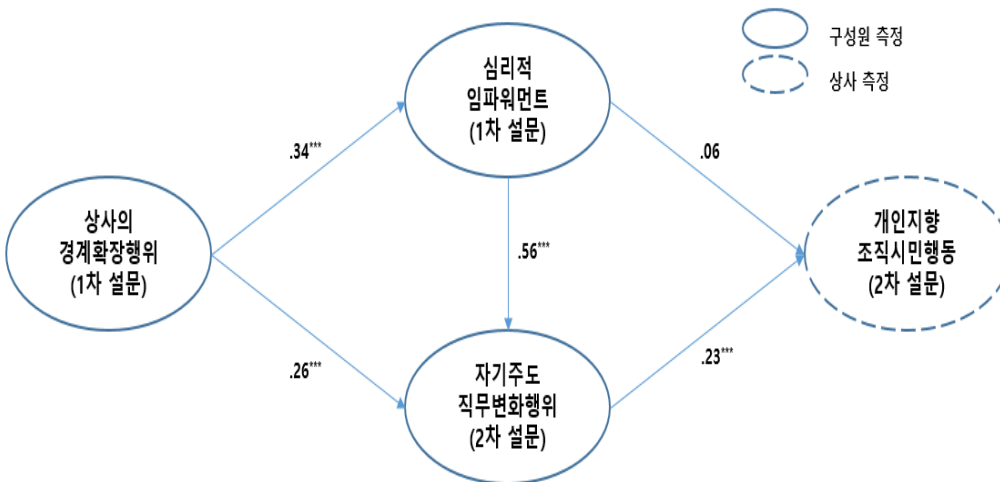 구성원 측정
상사 측정
심리적
임파워먼트
(1차 설문)
.34***
.06
상사의
경계확장행위
(1차 설문)
.56***
개인지향
조직시민행동
(2차 설문)
.26***
.23***
자기주도
직무변화행위
(2차 설문)